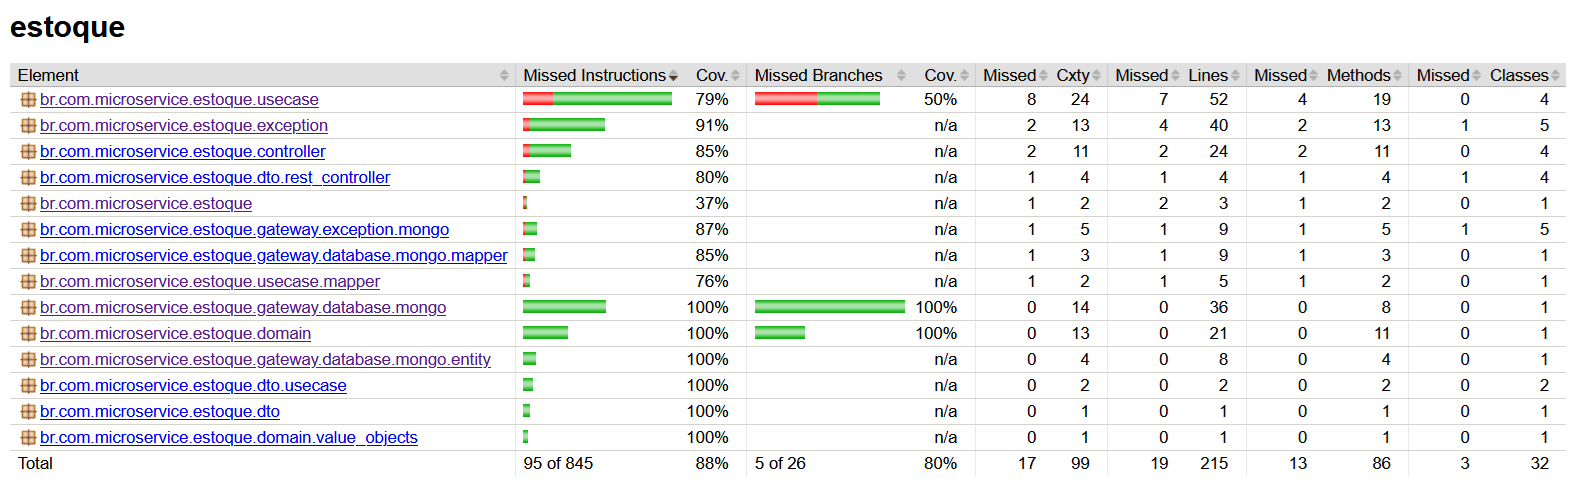 estoque
Element Missed Instructions Cov. Missed Branches Cov. Missed Cxty Missed Lines Missed Methods Missed Classes
br.com.microservice.estoque.usecase 79% 50% 8 24 7 52 4 19 0 4
br.com.microservice.estoque.exception 91% n/a 2 13 4 40 2 13 1 5
br.com.microservice.estoque.controller 85% n/a 2 11 2 24 2 11 0 4
br.com.microservice.estoque.dto.rest_controller 80% n/a 1 4 1 4 1 4 1 4
br.com.microservice.estoque 37% n/a 1 2 2 3 1 2 0 1
br.com.microservice.estoque.gateway.exception.mongo 87% n/a 1 5 1 9 1 5 1 5
br.com.microservice.estoque.gateway.database.mongo.mapper 85% n/a 1 3 1 9 1 3 0 1
br.com.microservice.estoque.usecase.mapper 76% n/a 1 2 1 5 1 2 0 1
br.com.microservice.estoque.gateway.database.mongo 100% 100% 0 14 0 36 0 8 0 1
br.com.microservice.estoque.domain 100% 100% 0 13 0 21 0 11 0 1
br.com.microservice.estoque.gateway.database.mongo.entity 100% n/a 0 4 0 8 0 4 0 1
br.com.microservice.estoque.dto.usecase 100% n/a 0 2 0 2 0 2 0 2
br.com.microservice.estoque.dto 100% n/a 0 1 0 1 0 1 0 1
br.com.microservice.estoque.domain.value_objects 100% n/a 0 1 0 1 0 1 0 1
Total 95 of 845 88% 5 of 26 80% 17 99 19 215 13 86 3 32